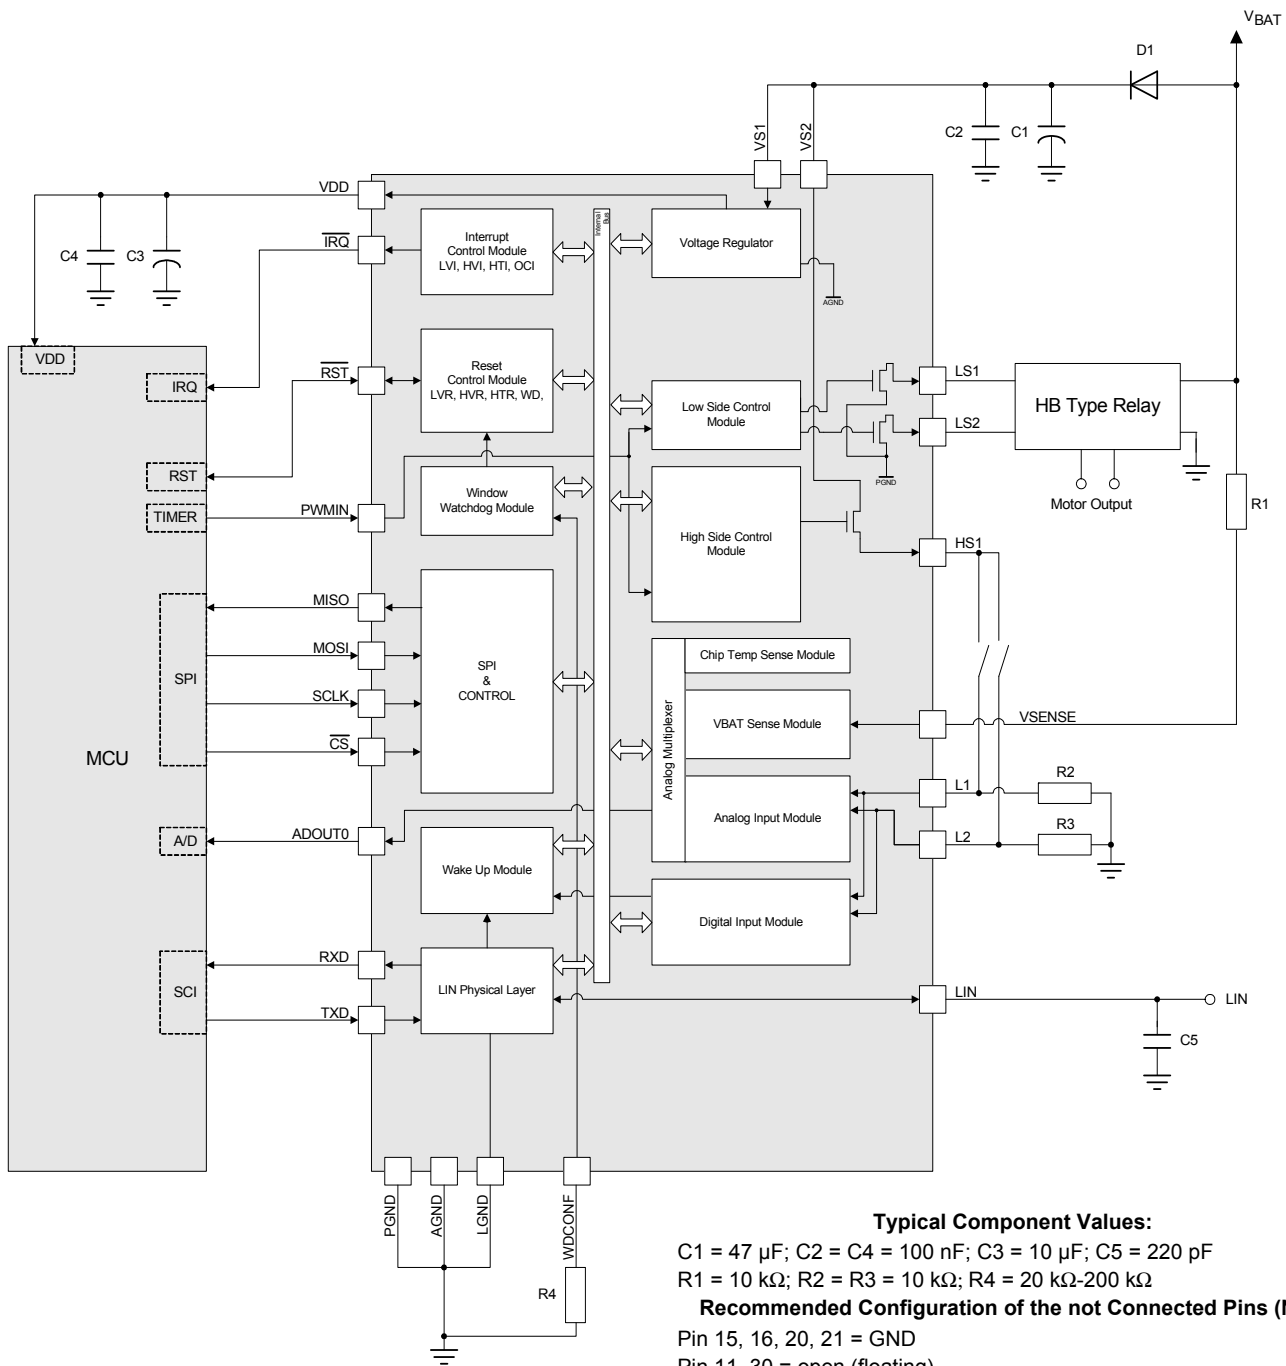 VBAT
D1
VS1
VS2
C2
C1
VDD
IRQ
C4
C3
Interrupt
Control Module
LVI, HVI, HTI, OCI
Internal
Bus
Voltage Regulator
AGND
VDD
IRQ
RST
Reset
Control Module
LVR, HVR, HTR, WD,
Low Side Control
Module
LS1
LS2
HB Type Relay
PGND
Motor Output
RST
TIMER
PWMIN
Window
Watchdog Module
High Side Control
Module
HS1
R1
MISO
MOSI
SCLK
CS
SPI
SPI
&
CONTROL
MCU
Chip Temp Sense Module
Analog Multiplexer
VBAT Sense Module
VSENSE
Analog Input Module
L1
L2
R2
R3
A/D
ADOUT0
Wake Up Module
Digital Input Module
RXD
SCI
TXD
LIN Physical Layer
LIN
LIN
C5
PGND
AGND
LGND
WDCONF
R4
Typical Component Values:
C1 = 47 µF; C2 = C4 = 100 nF; C3 = 10 µF; C5 = 220 pF
R1 = 10 kΩ; R2 = R3 = 10 kΩ; R4 = 20 kΩ-200 kΩ
Recommended Configuration of the not Connected Pins (
Pin 15, 16, 20, 21 = GND
Pin 11, 30 = open (floating)